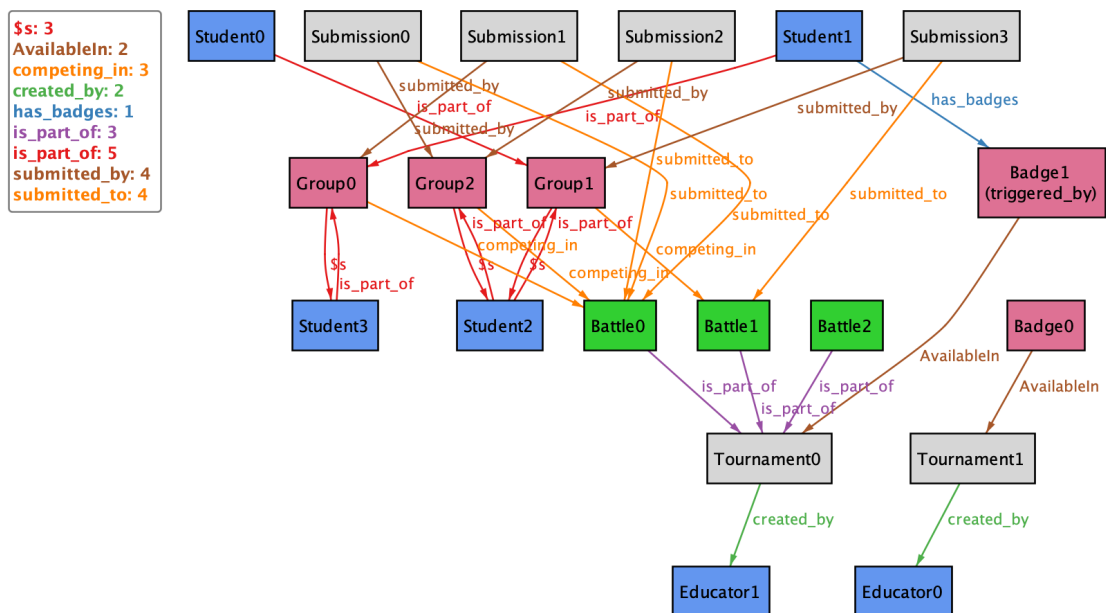 $s: 3
AvailableIn: 2
competing_in: 3
created_by: 2
has_badges: 1
is_part_of: 3
is_part_of: 5
submitted_by: 4
submitted_to: 4
Student0
Submission0
Submission1
Submission2
Student1
Submission3
submitted_by
submitted_by
is_part_of
has_badges
submitted_by
is_part_of
submitted_by
submitted_to
Group0
Group2
Group1
Badge1
(triggered_by)
submitted_to
submitted_to
submitted_to
is_part_of
is_part_of
competing_in
competing_in
$s
$s
$s
competing_in
is_part_of
Student3
Student2
Battle0
Battle1
Battle2
Badge0
AvailableIn
is_part_of
is_part_of
AvailableIn
is_part_of
Tournament0
Tournament1
created_by
created_by
Educator1
Educator0